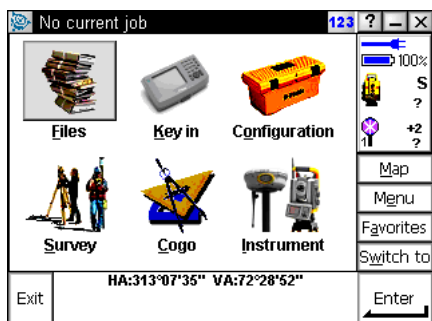 No current job
123
?
100%
S
?
Files
Key in
Configuration
+2
1
?
Map
Menu
Survey
Cogo
Instrument
Favorites
Switch to
HA:313°07'35" VA:72°28'52"
Exit
Enter